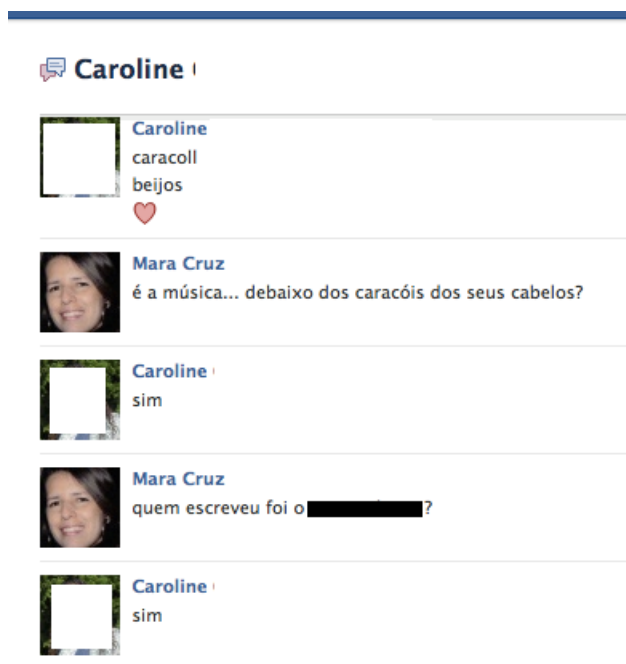 Caroline
Caroline
caracoll
beijos
Mara Cruz
é a música... debaixo dos caracóis dos seus cabelos?
Caroline
sim
Mara Cruz
quem escreveu foi o ?
Caroline
sim